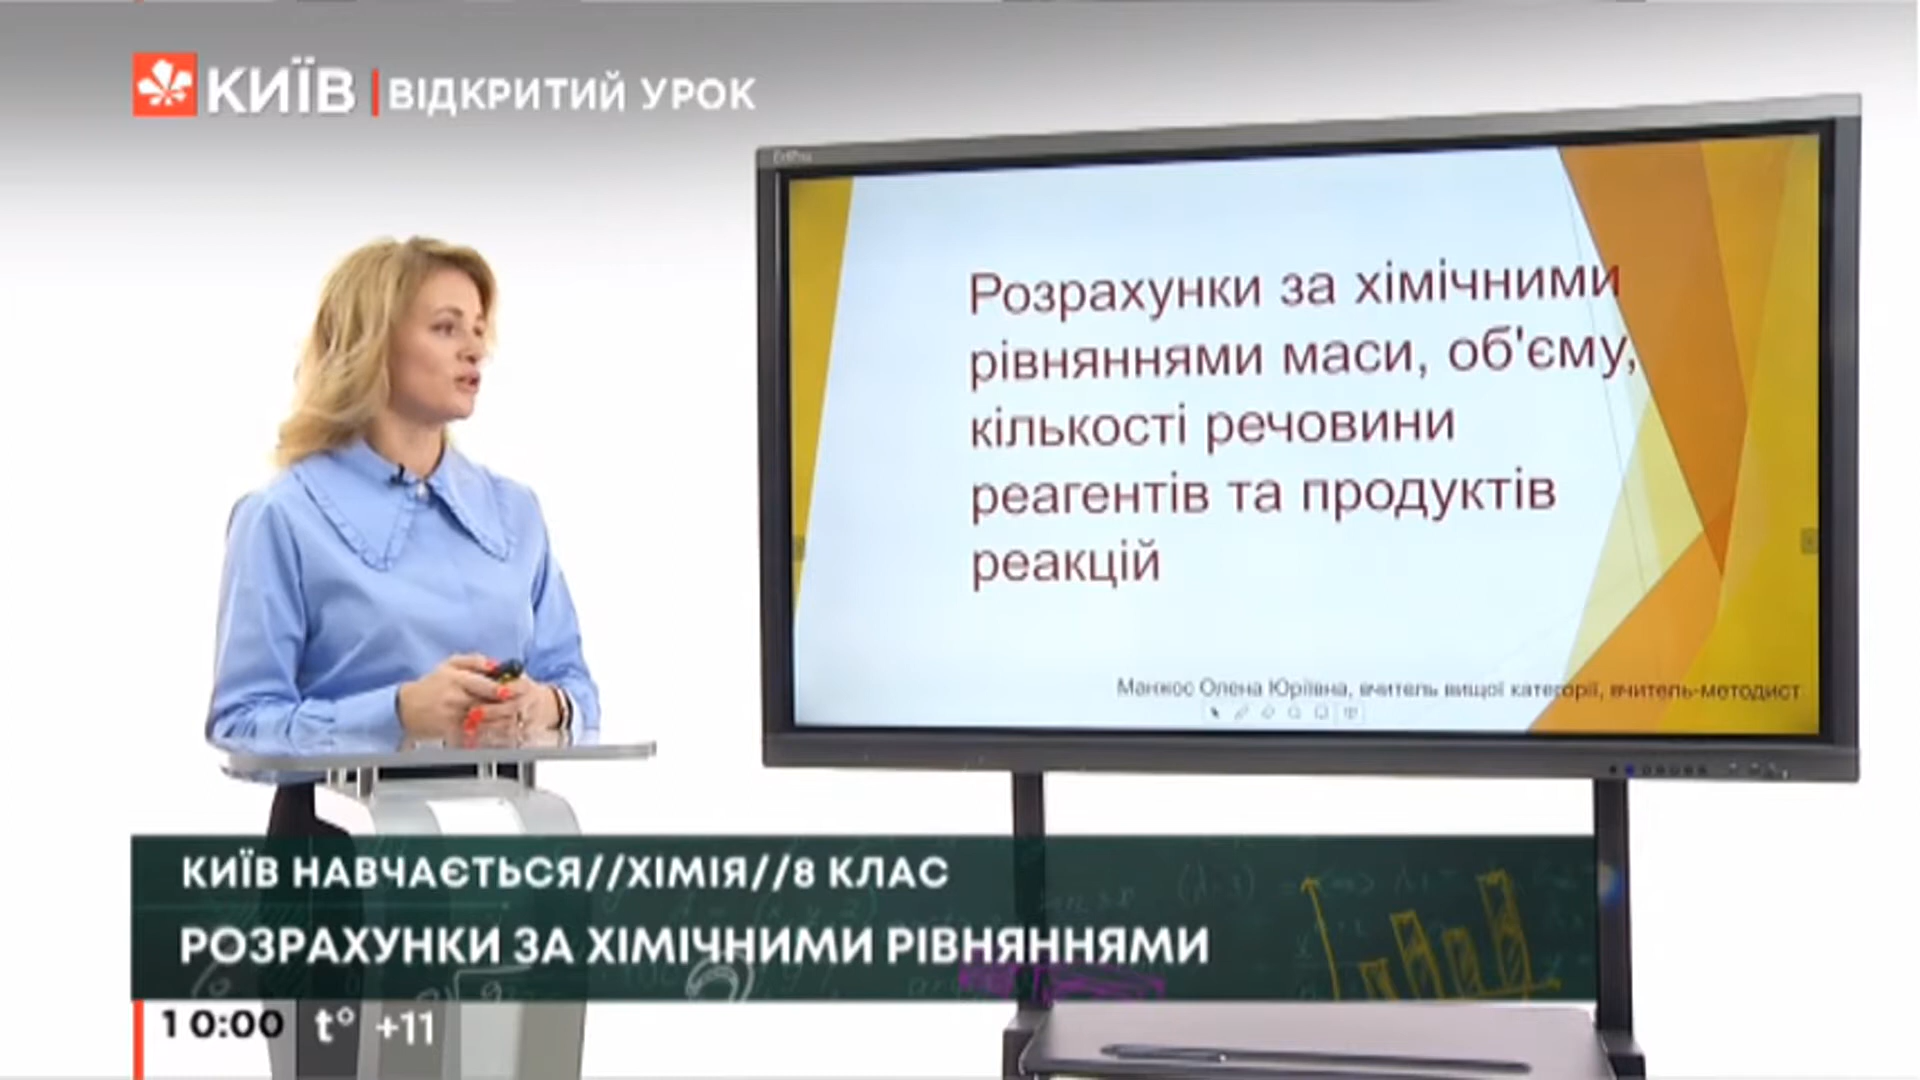 КИЇВ
ВІДКРИТИЙ УРОК
Розрахунки за хімічними
рівняннями маси, об'єму,
кількості речовини
реагентів та продуктів
реакцій
Манжос Олена Юріївна, вчитель вищої категорії, вчитель-методист
КИЇВ НАВЧАЄТЬСЯ//ХІМІЯ//8 КЛАС
РОЗРАХУНКИ ЗА ХІМІЧНИМИ РІВНЯННЯМИ
10:00 t° +11